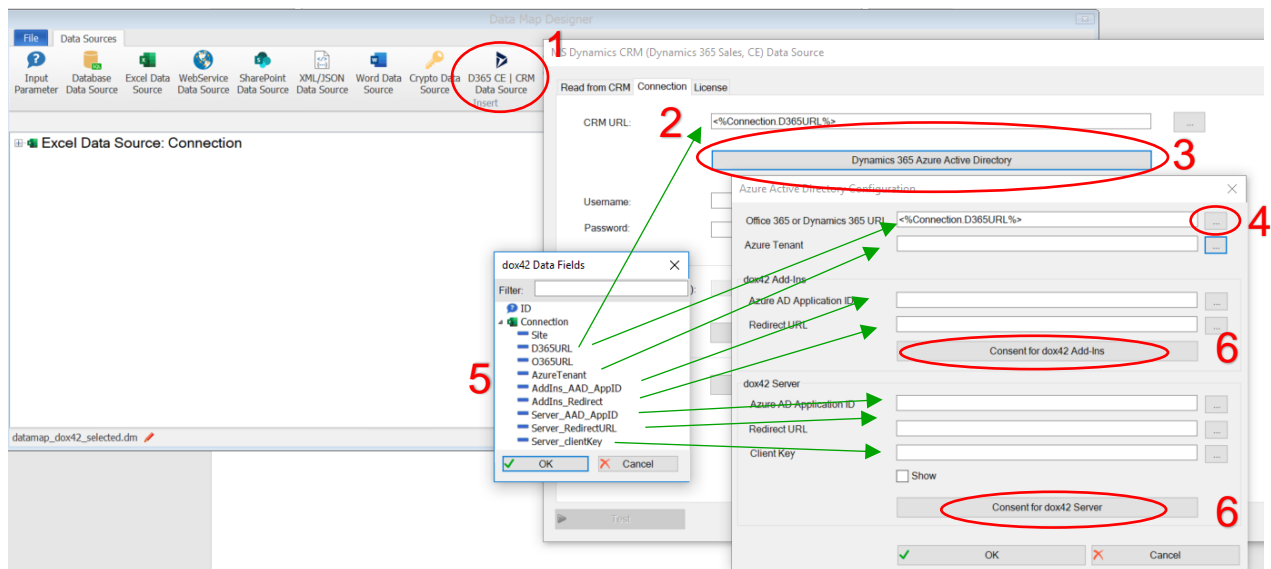 Data Map Designer
File Data Sources
1
Input Parameter
Database Data Source
Excel Data Source
WebService Data Source
SharePoint Data Source
XML/JSON Data Source
Word Data Source
Crypto Data Source
D365 CE | CRM Data Source
Insert
Excel Data Source: Connection
datamap_dox42_selected.dm
MS Dynamics CRM (Dynamics 365 Sales, CE) Data Source
Read from CRM Connection License
CRM URL: 2 <%Connection.D365URL%> ...
Dynamics 365 Azure Active Directory 3
Username:
Password:
):
Test
dox42 Data Fields
Filter:
ID
Connection
Site
D365URL
O365URL
AzureTenant
5
AddIns_AAD_AppID
AddIns_Redirect
Server_AAD_AppID
Server_RedirectURL
Server_clientKey
OK Cancel
Azure Active Directory Configuration
Office 365 or Dynamics 365 URL <%Connection.D365URL%> ... 4
Azure Tenant ...
dox42 Add-Ins
Azure AD Application ID ...
Redirect URL ...
Consent for dox42 Add-Ins 6
dox42 Server
Azure AD Application ID ...
Redirect URL ...
Client Key ...
Show
Consent for dox42 Server 6
OK Cancel